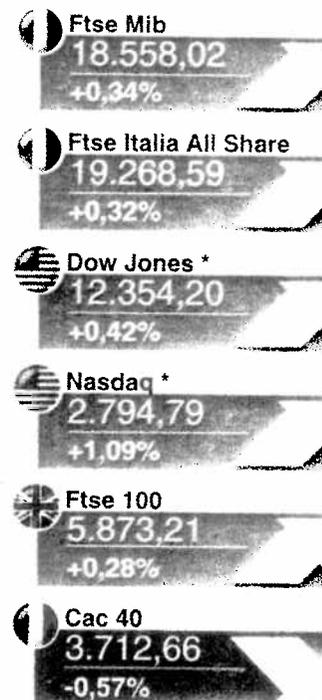 Ftse Mib
18.558,02
+0,34%
Ftse Italia All Share
19.268,59
+0,32%
Dow Jones *
12.354,20
+0,42%
Nasdaq *
2.794,79
+1,09%
Ftse 100
5.873,21
+0,28%
Cac 40
3.712,66
-0,57%